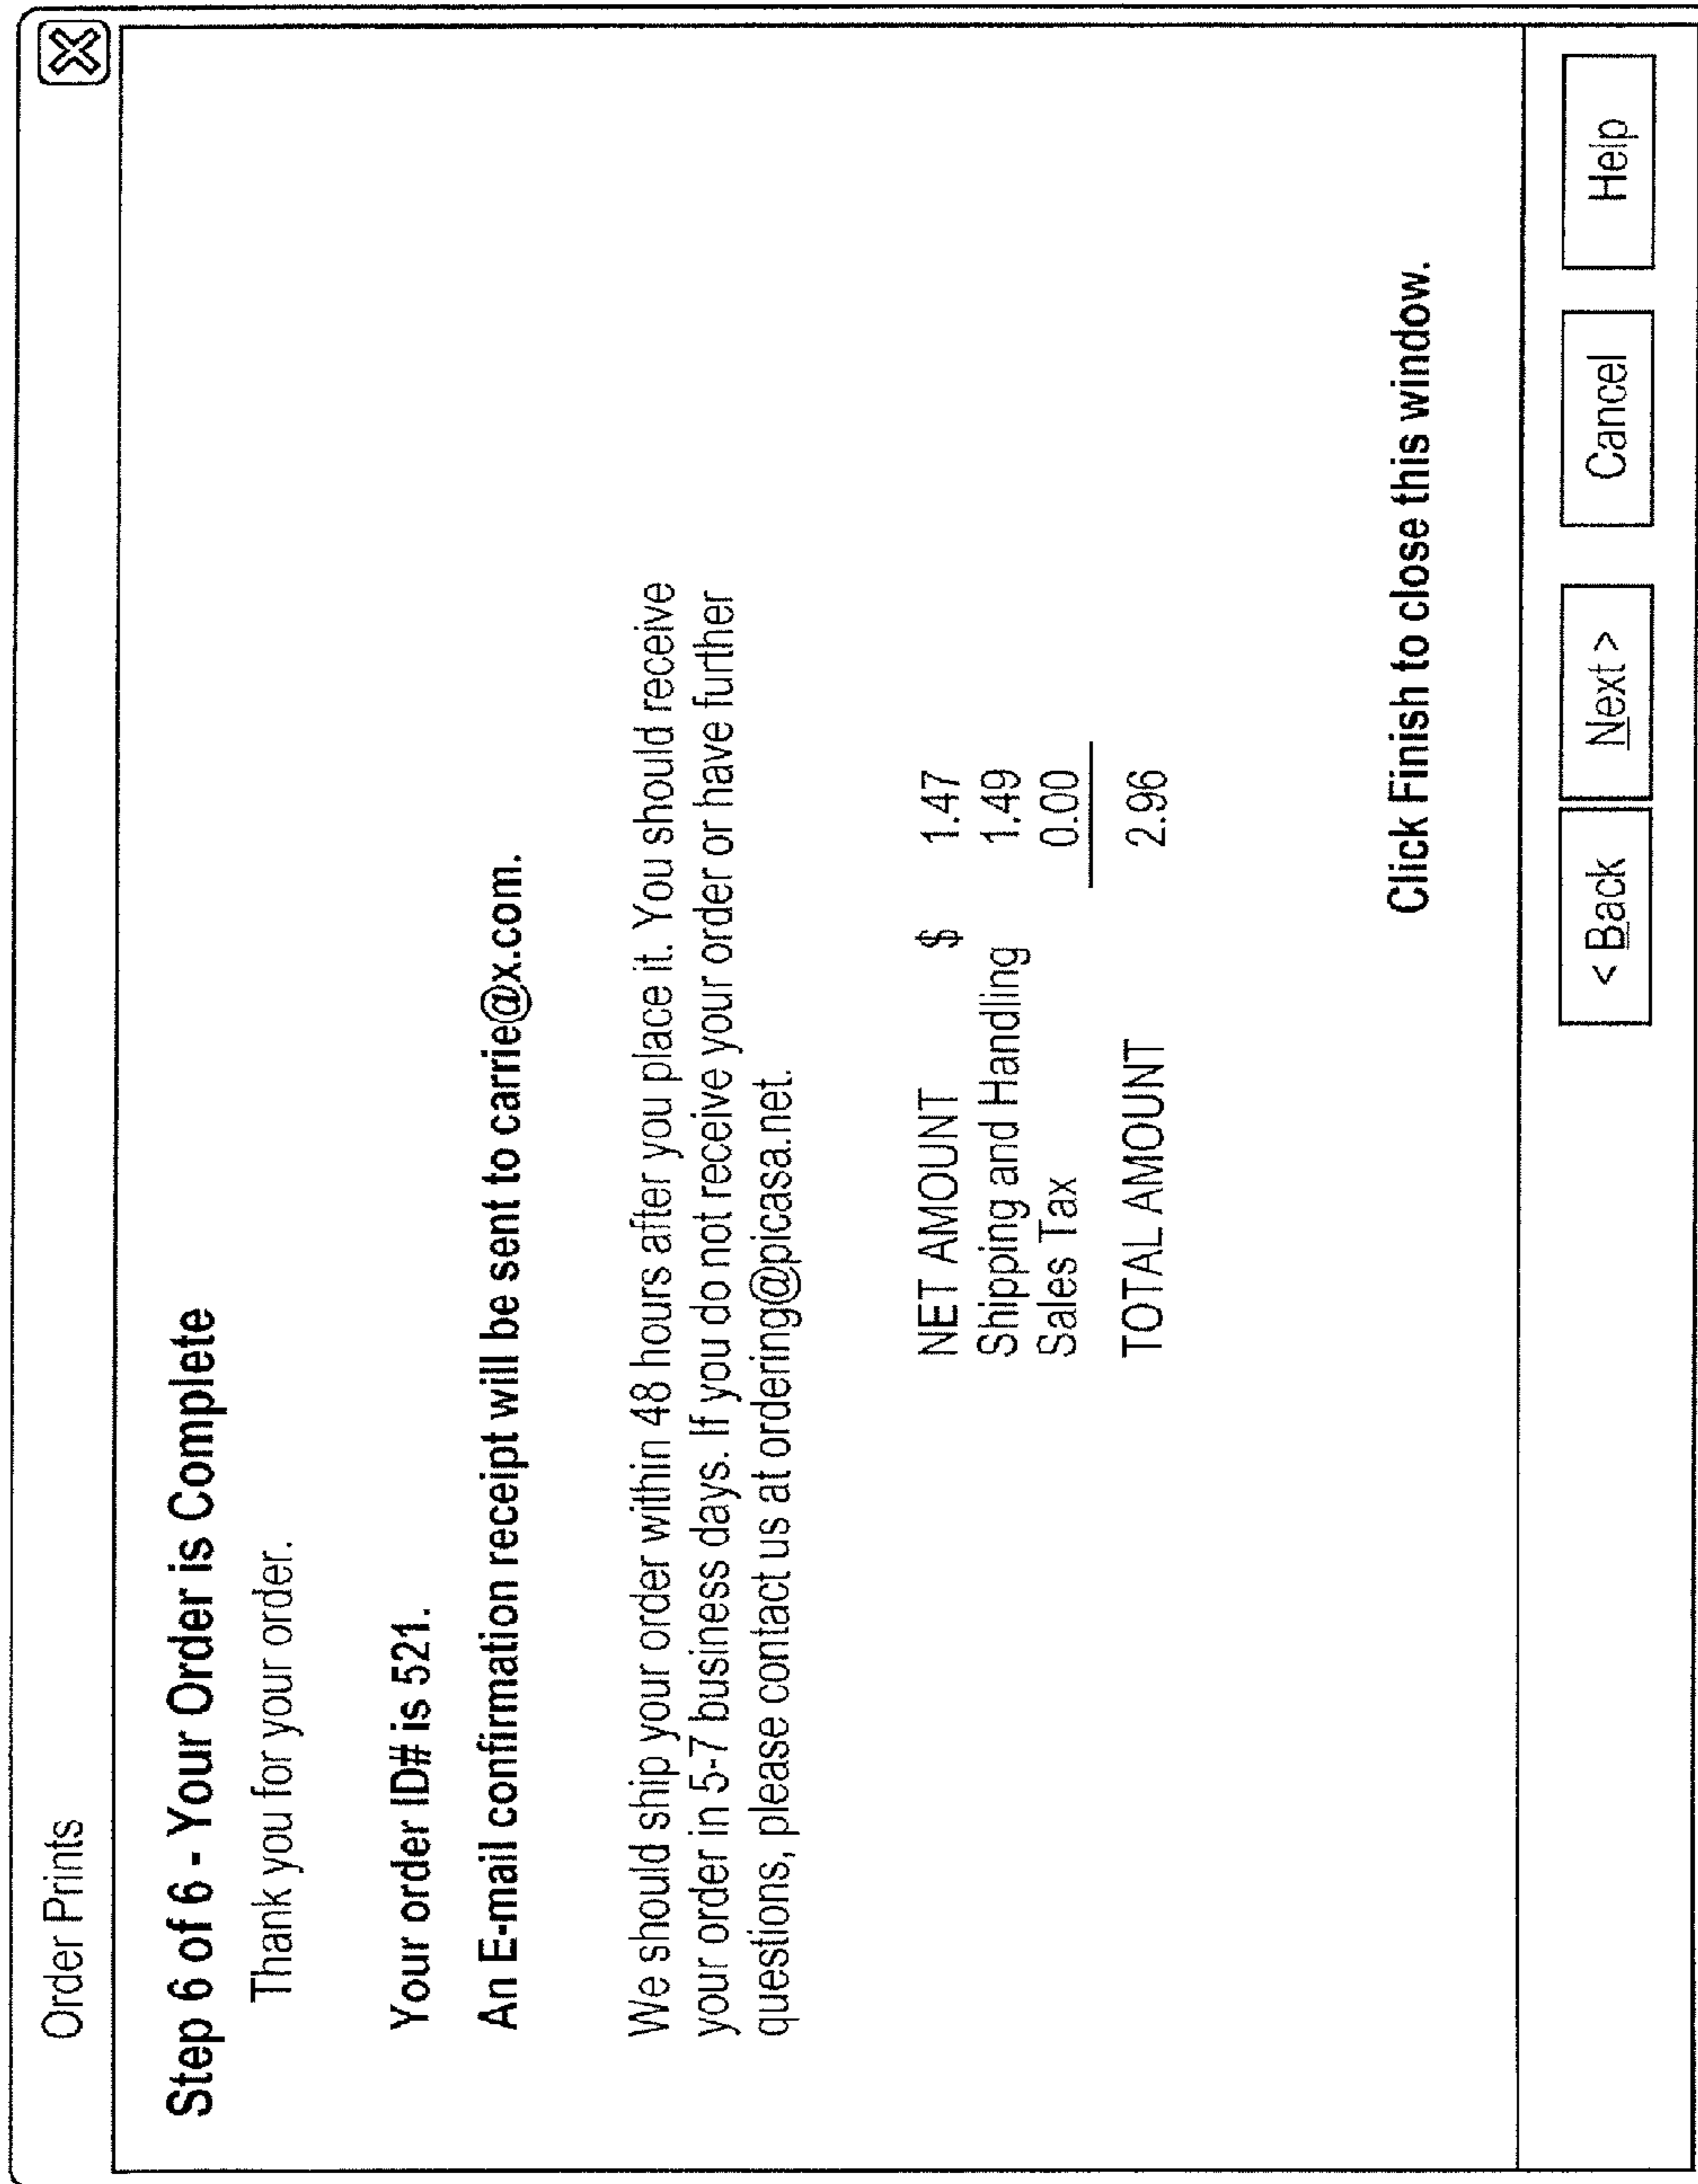 Order Prints
Step 6 of 6 - Your Order is Complete
Thank you for your order.
Your order ID# is 521.
An E-mail confirmation receipt will be sent to carrie@x.com.
We should ship your order within 48 hours after you place it. You should receive
your order in 5-7 business days. If you do not receive your order or have further
questions, please contact us at ordering@picasa.net.
NET AMOUNT $ 1.47
Shipping and Handling 1.49
Sales Tax 0.00
TOTAL AMOUNT 2.96
Click Finish to close this window.
< Back Next > Cancel Help